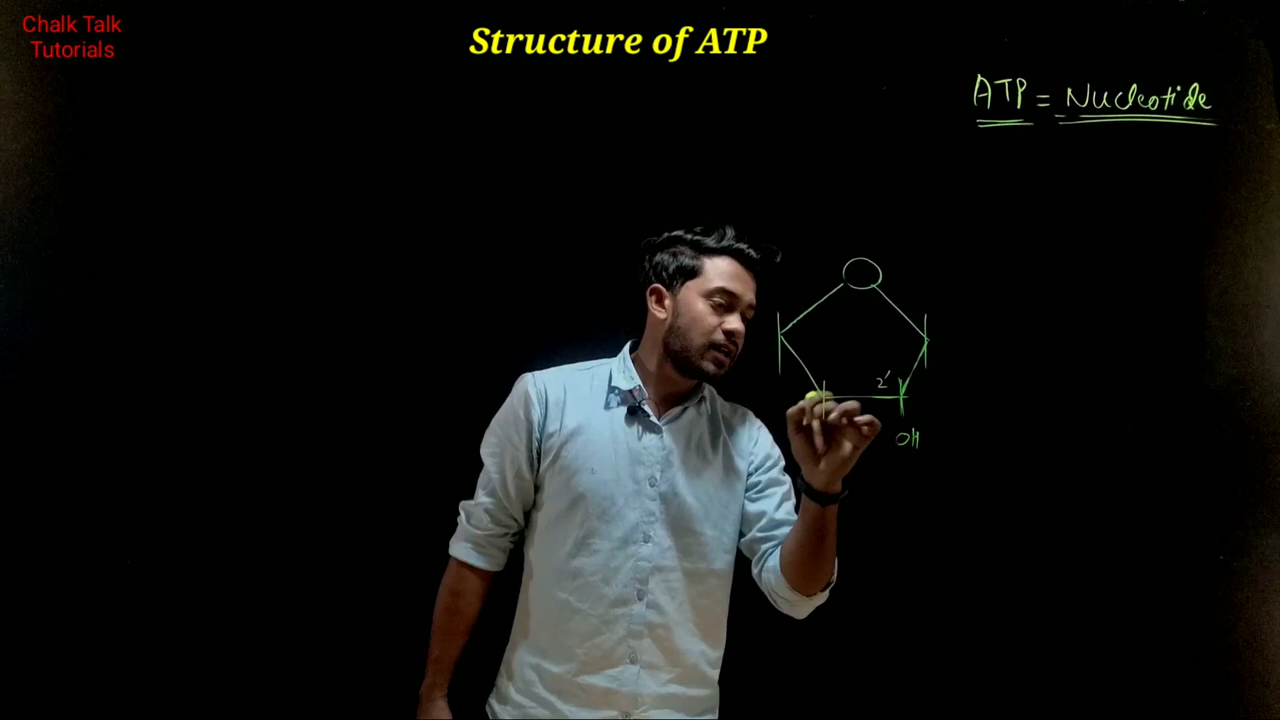 Chalk Talk
Tutorials
Structure of ATP
ATP = Nucleotide
2'
OH